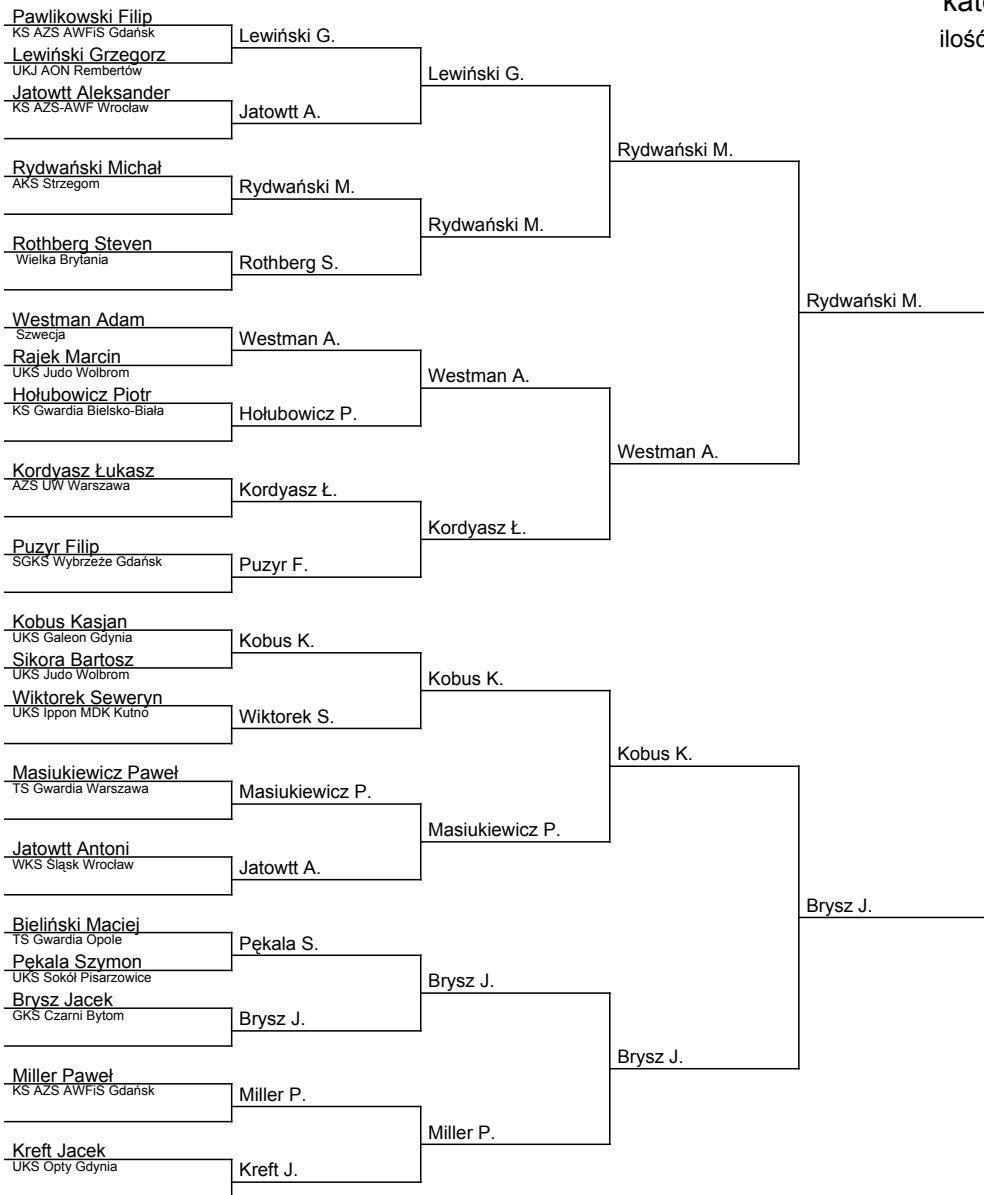 kate
ilość
Pawlikowski Filip
KS AZS AWFiS Gdańsk
Lewiński Grzegorz
UKJ AON Rembertów
Jatowtt Aleksander
KS AZS-AWF Wrocław
Rydwański Michał
AKS Strzegom
Rothberg Steven
Wielka Brytania
Westman Adam
Szwecja
Rajek Marcin
UKS Judo Wolbrom
Hołubowicz Piotr
KS Gwardia Bielsko-Biała
Kordyasz Łukasz
AZS UW Warszawa
Puzyr Filip
SGKS Wybrzeże Gdańsk
Kobus Kasjan
UKS Galeon Gdynia
Sikora Bartosz
UKS Judo Wolbrom
Wiktorek Seweryn
UKS Ippon MDK Kutno
Masiukiewicz Paweł
TS Gwardia Warszawa
Jatowtt Antoni
WKS Śląsk Wrocław
Bieliński Maciej
TS Gwardia Opole
Pękala Szymon
UKS Sokół Pisarzowice
Brysz Jacek
GKS Czarni Bytom
Miller Paweł
KS AZS AWFiS Gdańsk
Kreft Jacek
UKS Opty Gdynia
Lewiński G.
Jatowtt A.
Rydwański M.
Rothberg S.
Westman A.
Hołubowicz P.
Kordyasz Ł.
Puzyr F.
Kobus K.
Wiktorek S.
Masiukiewicz P.
Jatowtt A.
Pękala S.
Brysz J.
Miller P.
Kreft J.
Lewiński G.
Rydwański M.
Westman A.
Kordyasz Ł.
Kobus K.
Masiukiewicz P.
Brysz J.
Miller P.
Rydwański M.
Westman A.
Kobus K.
Brysz J.
Rydwański M.
Brysz J.